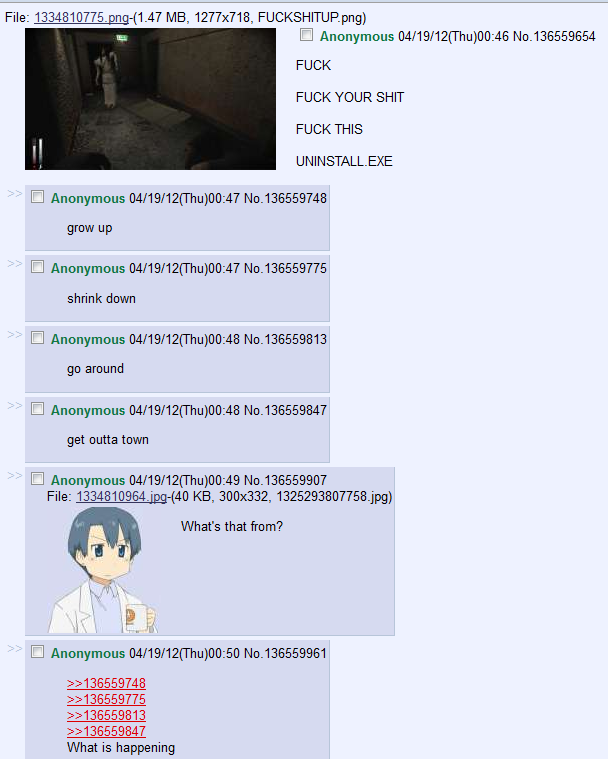 File: 1334810775.png-(1.47 MB, 1277x718, FUCKSHITUP.png)
Anonymous 04/19/12(Thu)00:46 No.136559654
FUCK
FUCK YOUR SHIT
FUCK THIS
UNINSTALL.EXE
>> Anonymous 04/19/12(Thu)00:47 No.136559748
grow up
>> Anonymous 04/19/12(Thu)00:47 No.136559775
shrink down
>> Anonymous 04/19/12(Thu)00:48 No.136559813
go around
>> Anonymous 04/19/12(Thu)00:48 No.136559847
get outta town
>> Anonymous 04/19/12(Thu)00:49 No.136559907
File: 1334810964.jpg-(40 KB, 300x332, 1325293807758.jpg)
What's that from?
>> Anonymous 04/19/12(Thu)00:50 No.136559961
>>136559748
>>136559775
>>136559813
>>136559847
What is happening